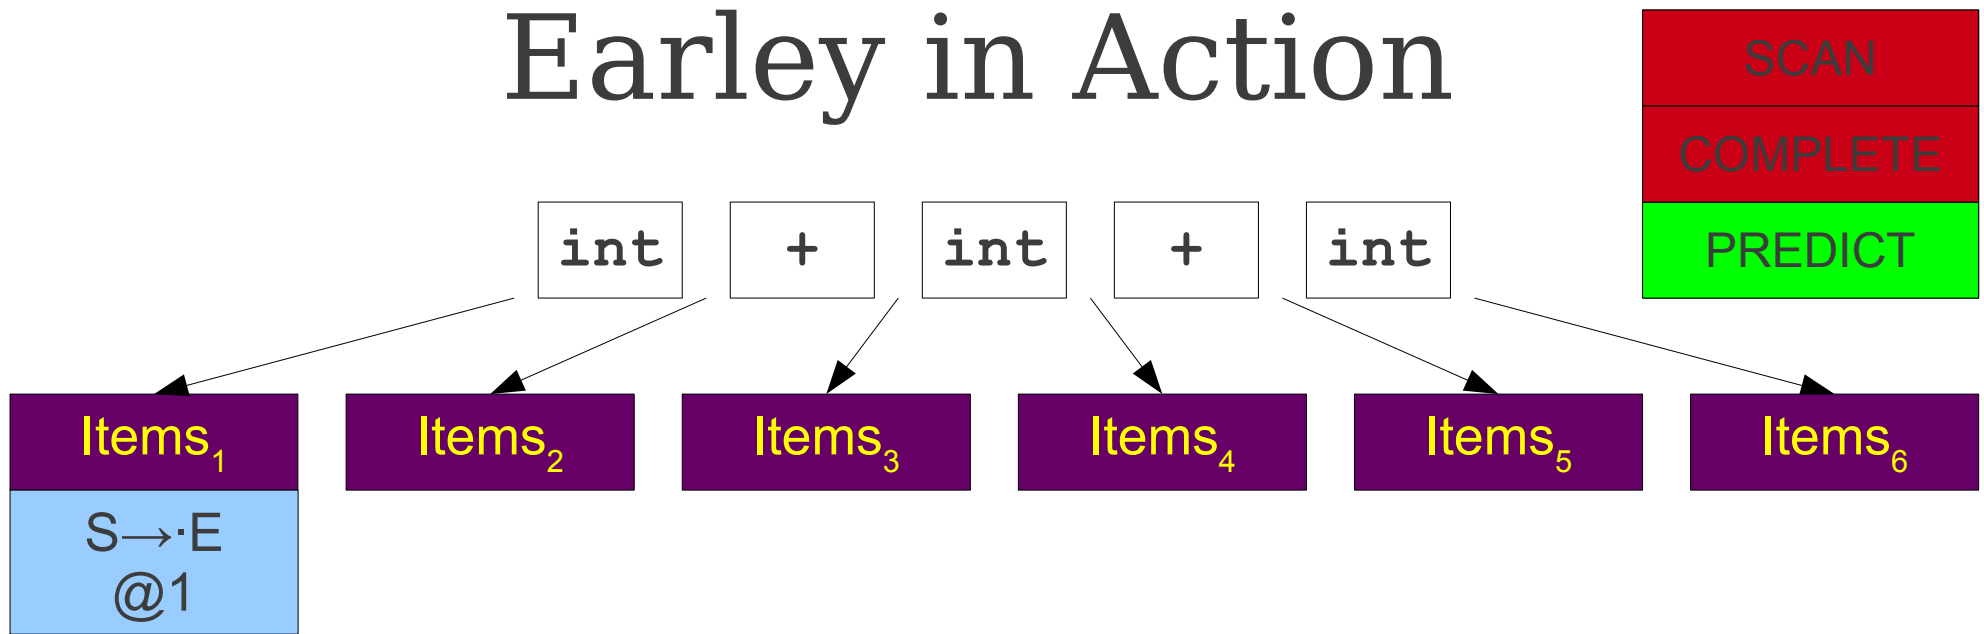 Earley in Action
SCAN
COMPLETE
PREDICT
int + int + int
Items₁ Items₂ Items₃ Items₄ Items₅ Items₆
S→·E
@1